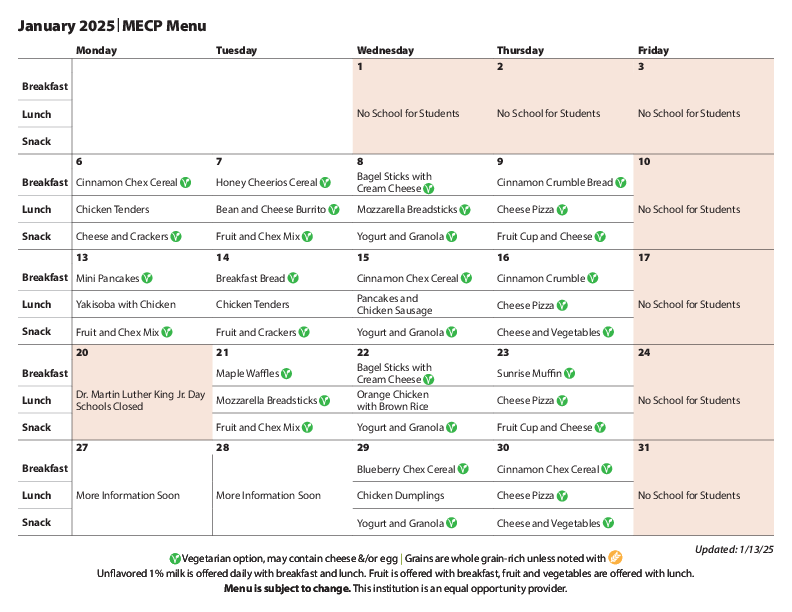 January 2025 | MECP Menu
Monday Tuesday Wednesday Thursday Friday
1 2 3
Breakfast
Lunch No School for Students No School for Students No School for Students
Snack
6 7 8 9 10
Breakfast Cinnamon Chex Cereal V Honey Cheerios Cereal V Bagel Sticks with Cream Cheese V Cinnamon Crumble Bread V
Lunch Chicken Tenders Bean and Cheese Burrito V Mozzarella Breadsticks V Cheese Pizza V No School for Students
Snack Cheese and Crackers V Fruit and Chex Mix V Yogurt and Granola V Fruit Cup and Cheese V
13 14 15 16 17
Breakfast Mini Pancakes V Breakfast Bread V Cinnamon Chex Cereal V Cinnamon Crumble V
Lunch Yakisoba with Chicken Chicken Tenders Pancakes and Chicken Sausage Cheese Pizza V No School for Students
Snack Fruit and Chex Mix V Fruit and Crackers V Yogurt and Granola V Cheese and Vegetables V
20 21 22 23 24
Breakfast Maple Waffles V Bagel Sticks with Cream Cheese V Sunrise Muffin V
Lunch Dr. Martin Luther King Jr. Day Schools Closed Mozzarella Breadsticks V Orange Chicken with Brown Rice Cheese Pizza V No School for Students
Snack Fruit and Chex Mix V Yogurt and Granola V Fruit Cup and Cheese V
27 28 29 30 31
Breakfast Blueberry Chex Cereal V Cinnamon Chex Cereal V
Lunch More Information Soon More Information Soon Chicken Dumplings Cheese Pizza V No School for Students
Snack Yogurt and Granola V Cheese and Vegetables V
Updated: 1/13/25
V Vegetarian option, may contain cheese &/or egg | Grains are whole grain-rich unless noted with
Unflavored 1% milk is offered daily with breakfast and lunch. Fruit is offered with breakfast, fruit and vegetables are offered with lunch.
Menu is subject to change. This institution is an equal opportunity provider.